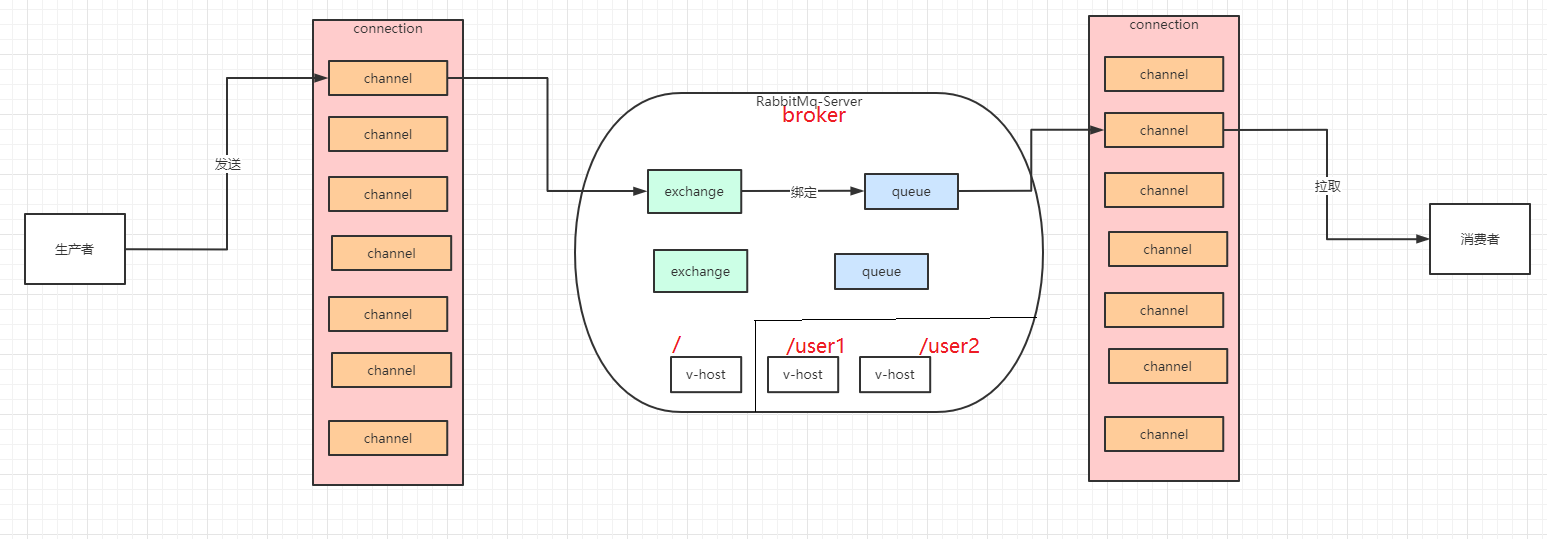 connection
channel
channel
channel
channel
channel
channel
channel
发送
生产者
RabbitMq-Server
broker
exchange
绑定
queue
exchange
queue
/
/user1
/user2
v-host
v-host
v-host
connection
channel
channel
channel
channel
channel
channel
channel
拉取
消费者